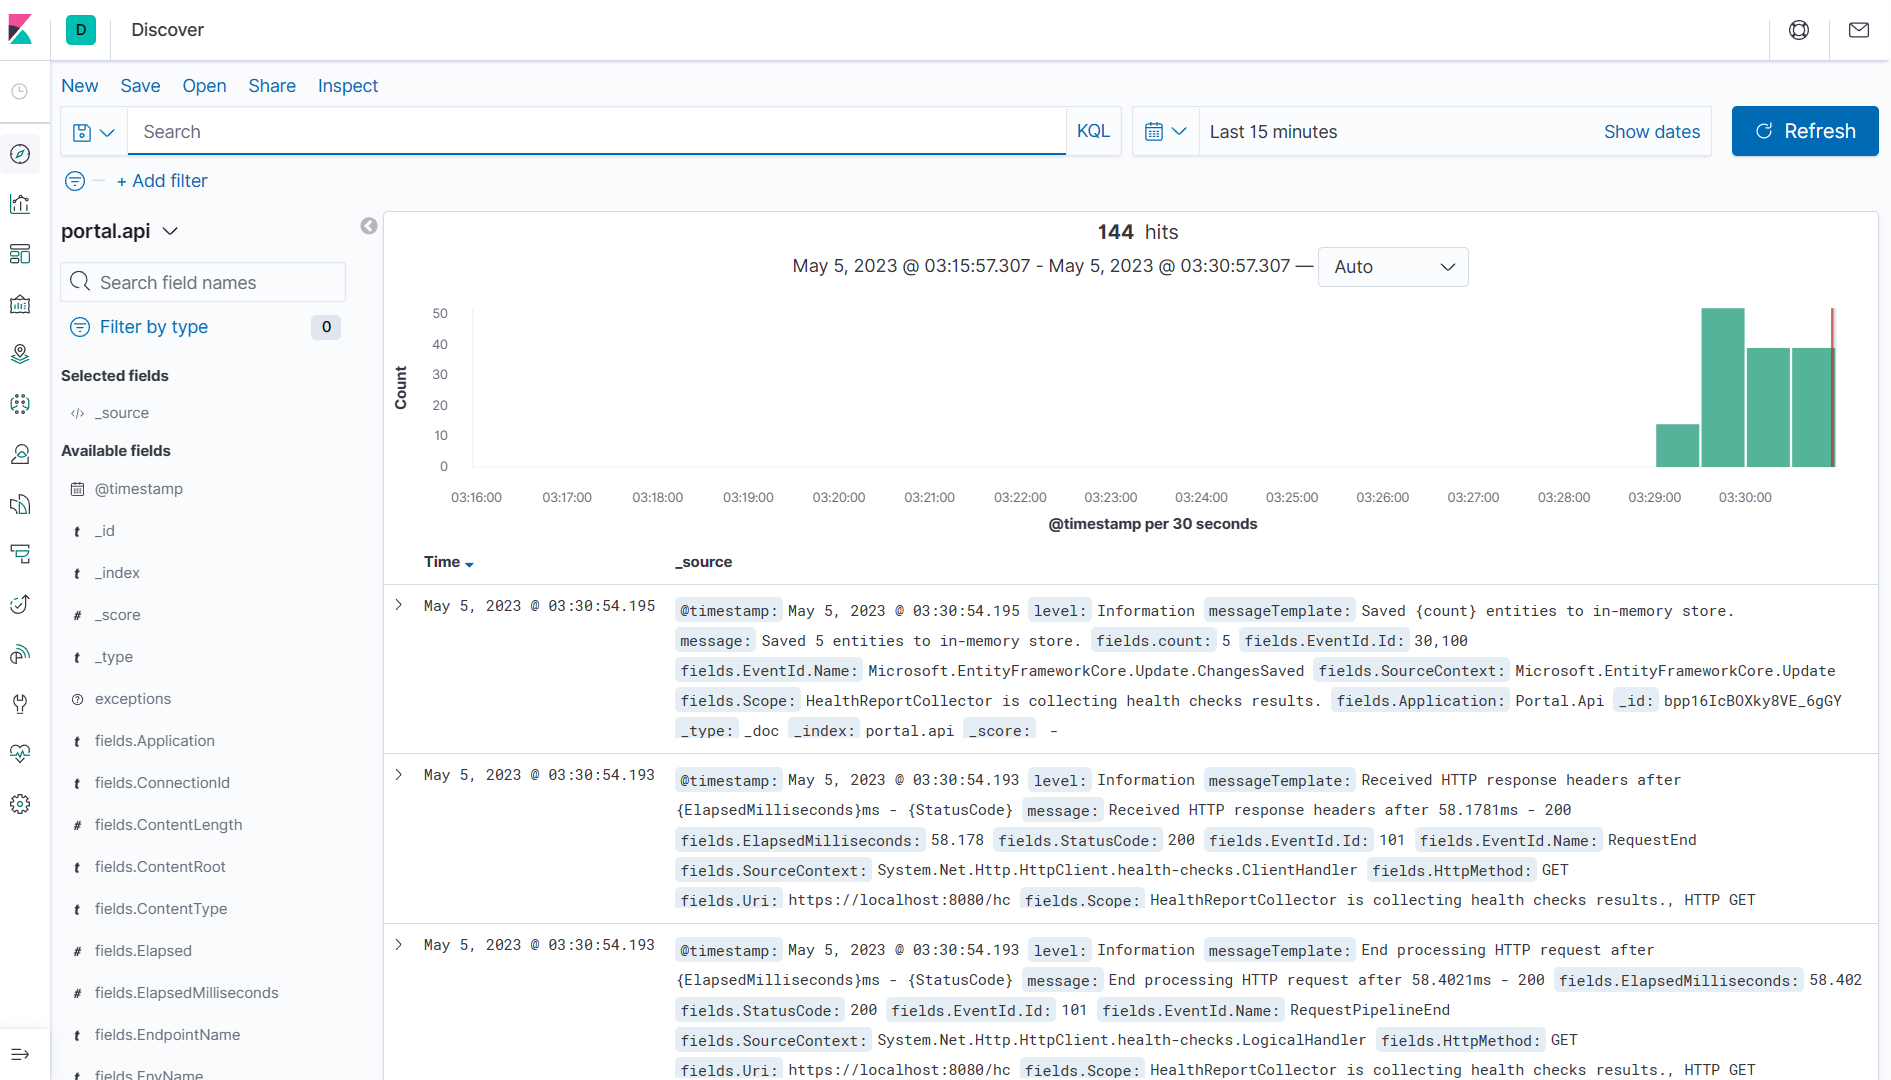 D Discover
New Save Open Share Inspect
Search KQL Last 15 minutes Show dates Refresh
+ Add filter
portal.api
Search field names
Filter by type 0
Selected fields
</> _source
Available fields
@timestamp
t _id
t _index
# _score
t _type
? exceptions
t fields.Application
t fields.ConnectionId
# fields.ContentLength
t fields.ContentRoot
t fields.ContentType
# fields.Elapsed
# fields.ElapsedMilliseconds
t fields.EndpointName
t fields.EnvName
144 hits
May 5, 2023 @ 03:15:57.307 - May 5, 2023 @ 03:30:57.307 — Auto
Count
50
40
30
20
10
0
03:16:00 03:17:00 03:18:00 03:19:00 03:20:00 03:21:00 03:22:00 03:23:00 03:24:00 03:25:00 03:26:00 03:27:00 03:28:00 03:29:00 03:30:00
@timestamp per 30 seconds
Time _source
May 5, 2023 @ 03:30:54.195 @timestamp: May 5, 2023 @ 03:30:54.195 level: Information messageTemplate: Saved {count} entities to in-memory store.
message: Saved 5 entities to in-memory store. fields.count: 5 fields.EventId.Id: 30,100
fields.EventId.Name: Microsoft.EntityFrameworkCore.Update.ChangesSaved fields.SourceContext: Microsoft.EntityFrameworkCore.Update
fields.Scope: HealthReportCollector is collecting health checks results. fields.Application: Portal.Api _id: bpp16IcBOXky8VE_6gGY
_type: _doc _index: portal.api _score: -
May 5, 2023 @ 03:30:54.193 @timestamp: May 5, 2023 @ 03:30:54.193 level: Information messageTemplate: Received HTTP response headers after
{ElapsedMilliseconds}ms - {StatusCode} message: Received HTTP response headers after 58.1781ms - 200
fields.ElapsedMilliseconds: 58.178 fields.StatusCode: 200 fields.EventId.Id: 101 fields.EventId.Name: RequestEnd
fields.SourceContext: System.Net.Http.HttpClient.health-checks.ClientHandler fields.HttpMethod: GET
fields.Uri: https://localhost:8080/hc fields.Scope: HealthReportCollector is collecting health checks results., HTTP GET
May 5, 2023 @ 03:30:54.193 @timestamp: May 5, 2023 @ 03:30:54.193 level: Information messageTemplate: End processing HTTP request after
{ElapsedMilliseconds}ms - {StatusCode} message: End processing HTTP request after 58.4021ms - 200 fields.ElapsedMilliseconds: 58.402
fields.StatusCode: 200 fields.EventId.Id: 101 fields.EventId.Name: RequestPipelineEnd
fields.SourceContext: System.Net.Http.HttpClient.health-checks.LogicalHandler fields.HttpMethod: GET
fields.Uri: https://localhost:8080/hc fields.Scope: HealthReportCollector is collecting health checks results., HTTP GET